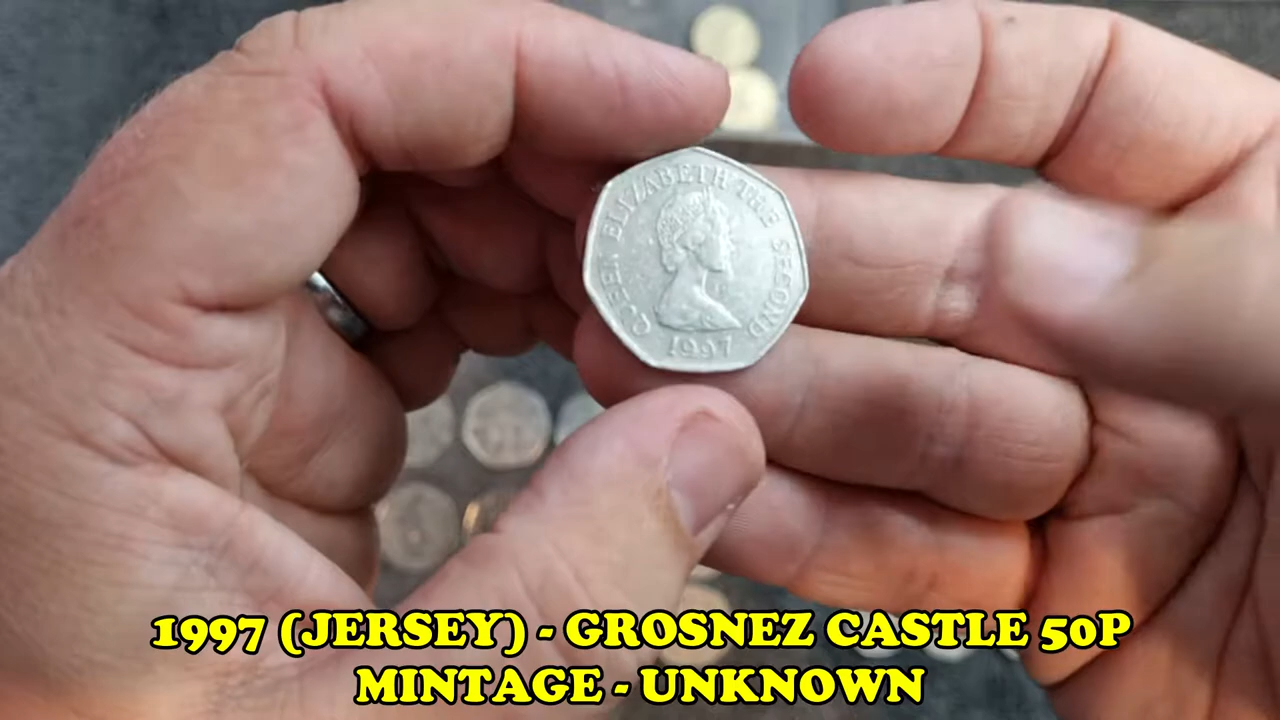 QUEEN ELIZABETH THE SECOND
1997
1997 (JERSEY) - GROSNEZ CASTLE 50P
MINTAGE - UNKNOWN